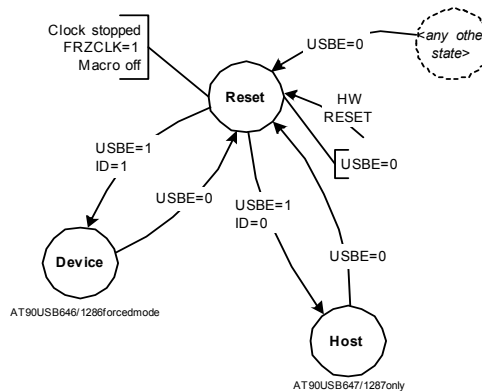 Clock stopped
FRZCLK=1
Macro off
USBE=0
<any other
state>
Reset
HW
RESET
USBE=0
USBE=1
ID=1
USBE=0
USBE=1
ID=0
USBE=0
Device
AT90USB646/1286forcedmode
Host
AT90USB647/1287only